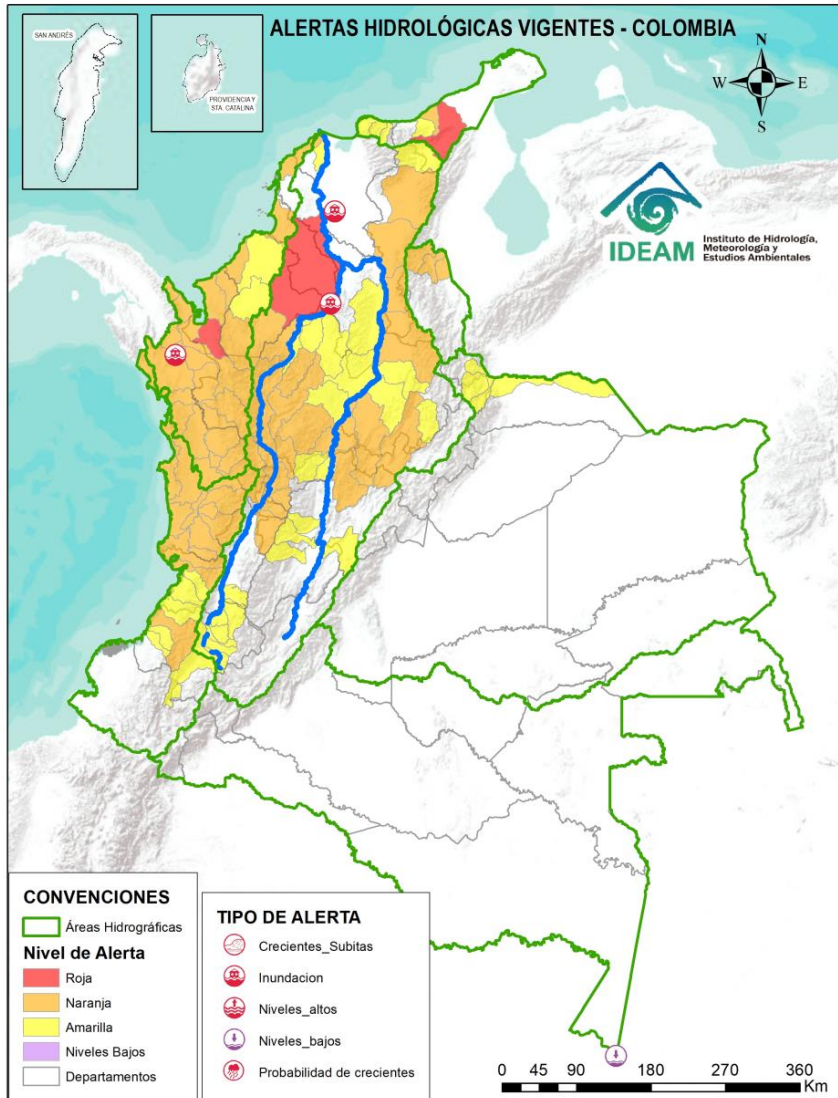 ALERTAS HIDROLÓGICAS VIGENTES - COLOMBIA
SAN ANDRÉS
PROVIDENCIA Y
STA. CATALINA
N
W
E
S
IDEAM
Instituto de Hidrología,
Meteorología y
Estudios Ambientales
CONVENCIONES
Áreas Hidrográficas
Nivel de Alerta
Roja
Naranja
Amarilla
Niveles Bajos
Departamentos
TIPO DE ALERTA
Crecientes_Subitas
Inundacion
Niveles_altos
Niveles_bajos
Probabilidad de crecientes
0 45 90 180 270 360
Km